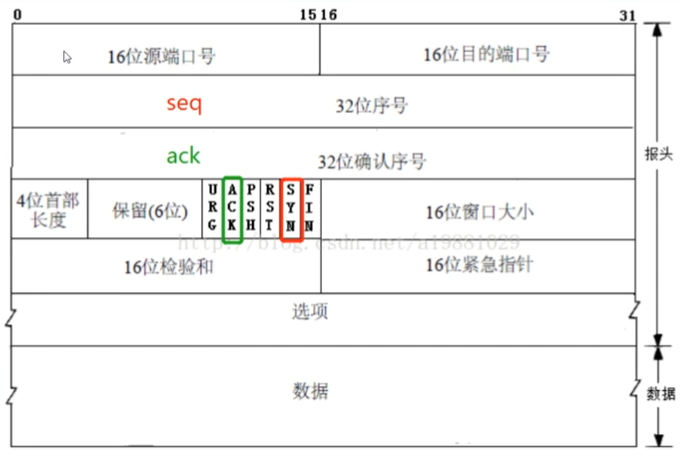 0 15 16 31
16位源端口号 16位目的端口号
seq 32位序号
ack 32位确认序号
报头
4位首部长度 保留(6位) URG ACK PSH RST SYN FIN 16位窗口大小
http://blog.csdn.net/a19881029
16位检验和 16位紧急指针
选项
数据 数据